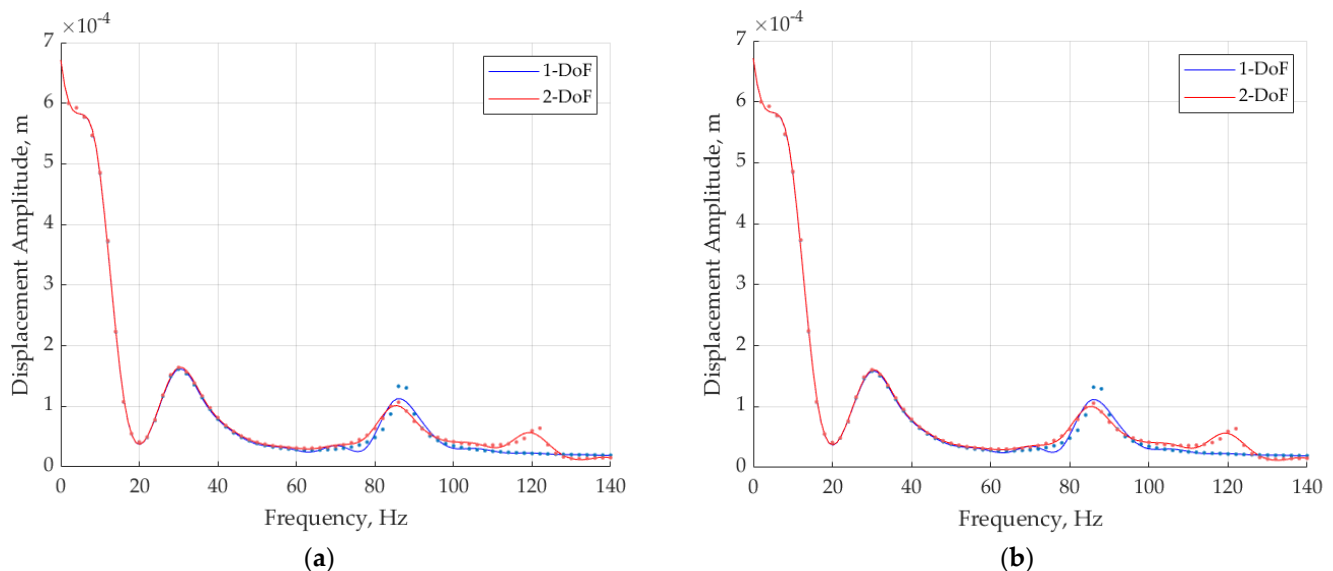 ×10⁻⁴
7
6
5
4
3
2
1
0
Displacement Amplitude, m
0 20 40 60 80 100 120 140
Frequency, Hz
1-DoF
2-DoF
(a)
×10⁻⁴
7
6
5
4
3
2
1
0
Displacement Amplitude, m
0 20 40 60 80 100 120 140
Frequency, Hz
1-DoF
2-DoF
(b)